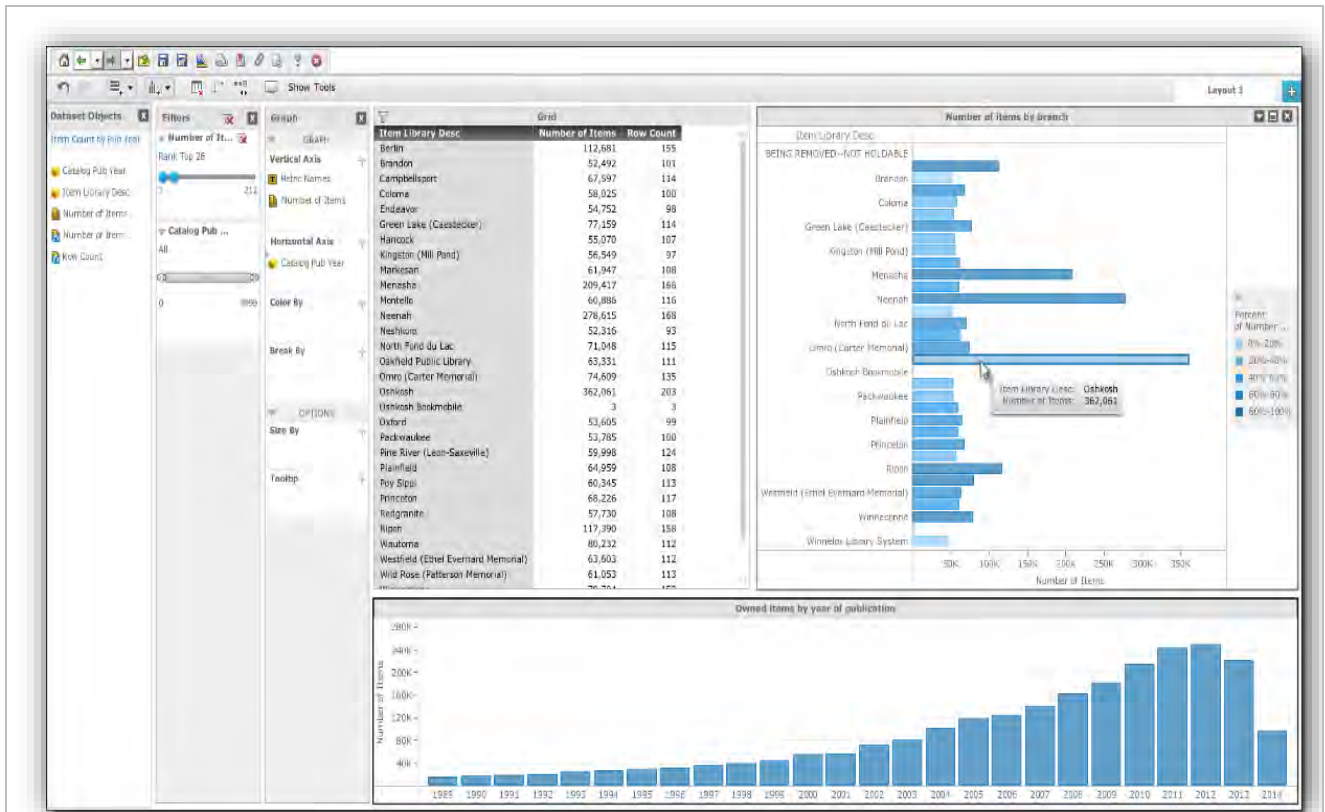 Show Tools
Layout 1
Dataset Objects
Item Count by Pub Year
Catalog Pub Year
Item Library Desc
Number of Items
Number of Item...
Row Count
Filters
Number of It...
Rank Top 26
211
Catalog Pub ...
All
0 9999
Graph
GRAPH
Vertical Axis
Metric Names
Number of Items
Horizontal Axis
Catalog Pub Year
Color By
Break By
OPTIONS
Size By
Tooltip
Grid
Item Library Desc Number of Items Row Count
Berlin 112,681 155
Brandon 52,492 101
Campbellsport 67,597 114
Coloma 58,025 100
Endeavor 54,752 98
Green Lake (Caestecker) 77,159 114
Hancock 55,070 107
Kingston (Mill Pond) 56,549 97
Markesan 61,947 108
Menasha 209,417 166
Montello 60,886 116
Neenah 278,615 168
Neshkoro 52,316 93
North Fond du Lac 71,048 115
Oakfield Public Library 63,331 111
Omro (Carter Memorial) 74,609 135
Oshkosh 362,061 203
Oshkosh Bookmobile 3 3
Oxford 53,605 99
Packwaukee 53,785 100
Pine River (Leon-Saxeville) 59,998 124
Plainfield 64,959 108
Poy Sippi 60,345 113
Princeton 68,226 117
Redgranite 57,730 108
Ripon 117,390 158
Wautoma 80,232 112
Westfield (Ethel Everhard Memorial) 63,603 112
Wild Rose (Patterson Memorial) 61,053 113
Number of Items by Branch
Item Library Desc
BEING REMOVED--NOT HOLDABLE
Brandon
Coloma
Green Lake (Caestecker)
Kingston (Mill Pond)
Menasha
Neenah
North Fond du Lac
Omro (Carter Memorial)
Oshkosh Bookmobile
Packwaukee
Plainfield
Princeton
Ripon
Westfield (Ethel Everhard Memorial)
Winneconne
Winnefox Library System
Item Library Desc: Oshkosh
Number of Items: 362,061
50K 100K 150K 200K 250K 300K 350K
Number of Items
Percent
of Number ...
0%-20%
20%-40%
40%-60%
60%-80%
80%-100%
Owned items by year of publication
Number of Items
280K
240K
200K
160K
120K
80K
40K
1989 1990 1991 1992 1993 1994 1995 1996 1997 1998 1999 2000 2001 2002 2003 2004 2005 2006 2007 2008 2009 2010 2011 2012 2013 2014